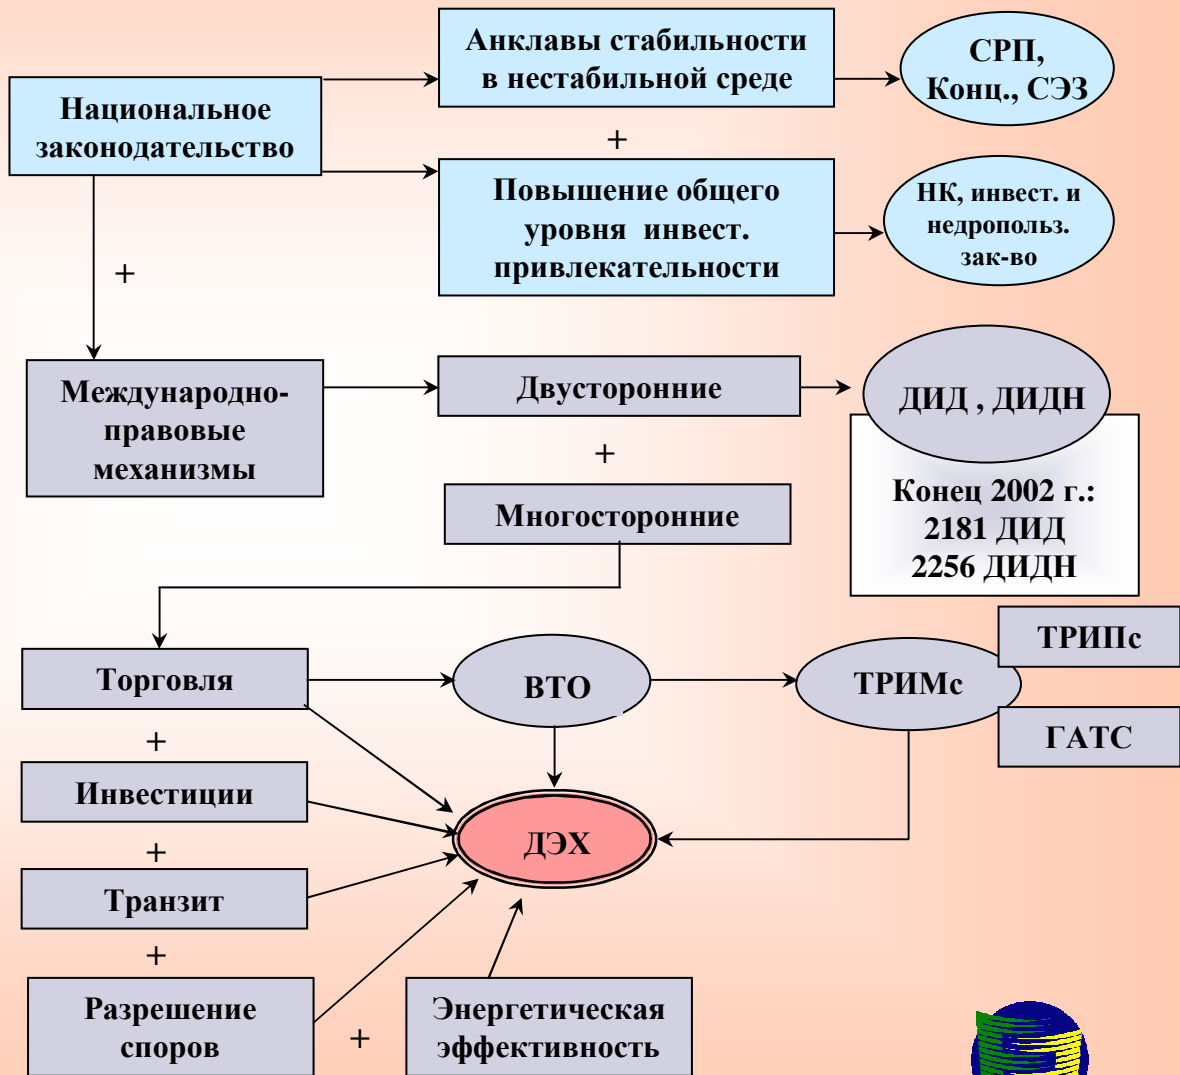 Анклавы стабильности
в нестабильной среде
СРП,
Конц., СЭЗ
Национальное
законодательство
+
Повышение общего
уровня инвест.
привлекательности
НК, инвест. и
недрополь­з.
зак-во
+
Международно-
правовые
механизмы
Двусторонние
ДИД , ДИДН
+
Конец 2002 г.:
2181 ДИД
2256 ДИДН
Многосторонние
ТРИПс
Торговля
ВТО
ТРИМс
ГАТС
+
Инвестиции
ДЭХ
+
Транзит
+
Разрешение
споров
+
Энергетическая
эффективность